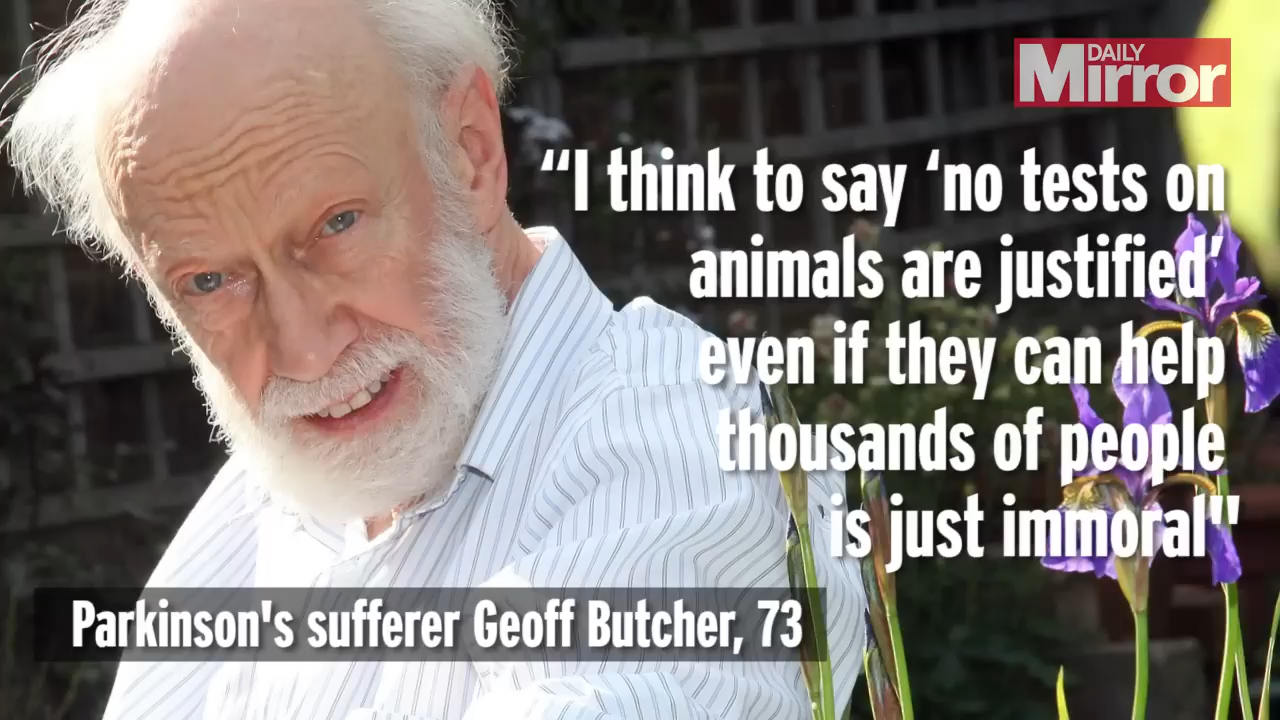 DAILY
Mirror
“I think to say ‘no tests on
animals are justified’
even if they can help
thousands of people
is just immoral"
Parkinson's sufferer Geoff Butcher, 73